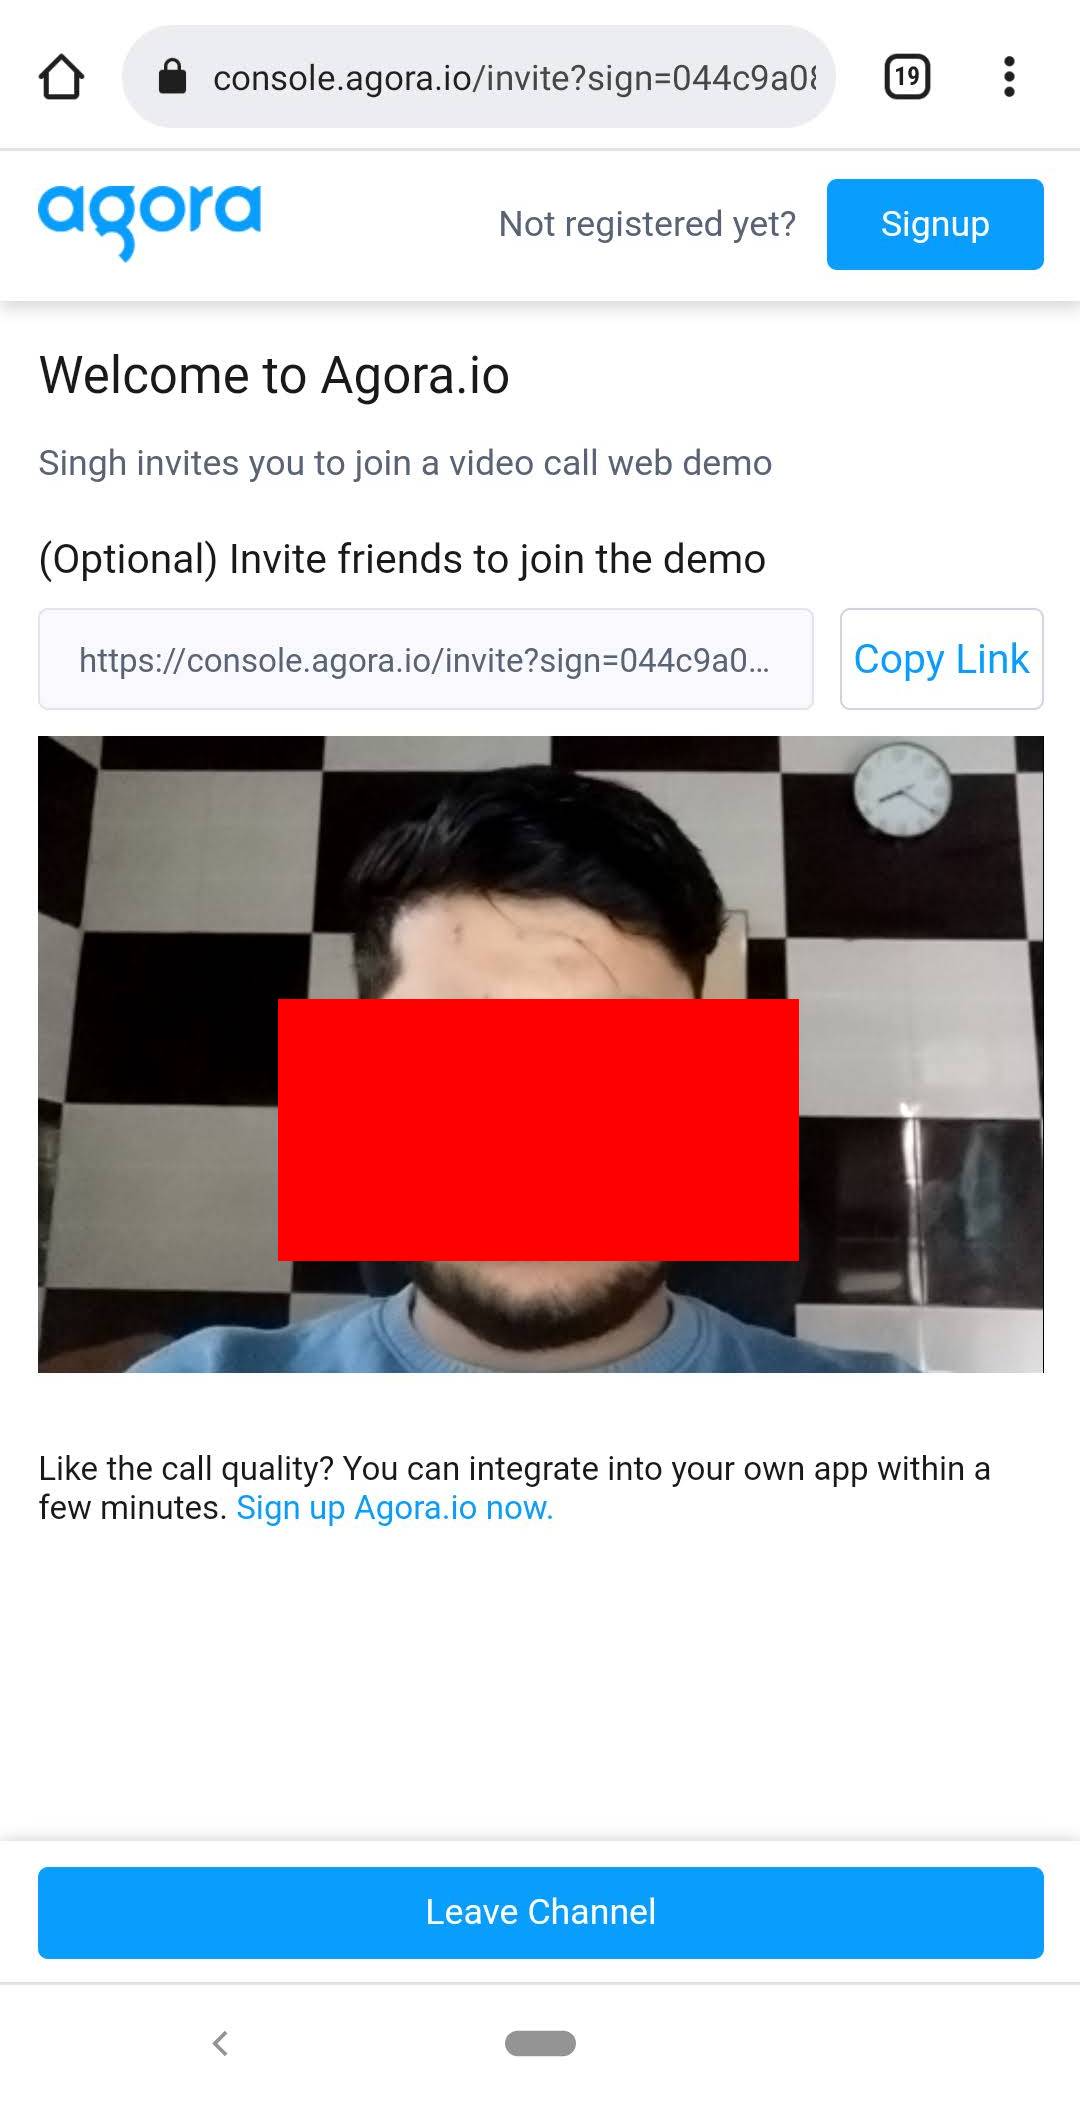 console.agora.io/invite?sign=044c9a08
19
agora
Not registered yet?
Signup
Welcome to Agora.io
Singh invites you to join a video call web demo
(Optional) Invite friends to join the demo
https://console.agora.io/invite?sign=044c9a0...
Copy Link
Like the call quality? You can integrate into your own app within a
few minutes. Sign up Agora.io now.
Leave Channel